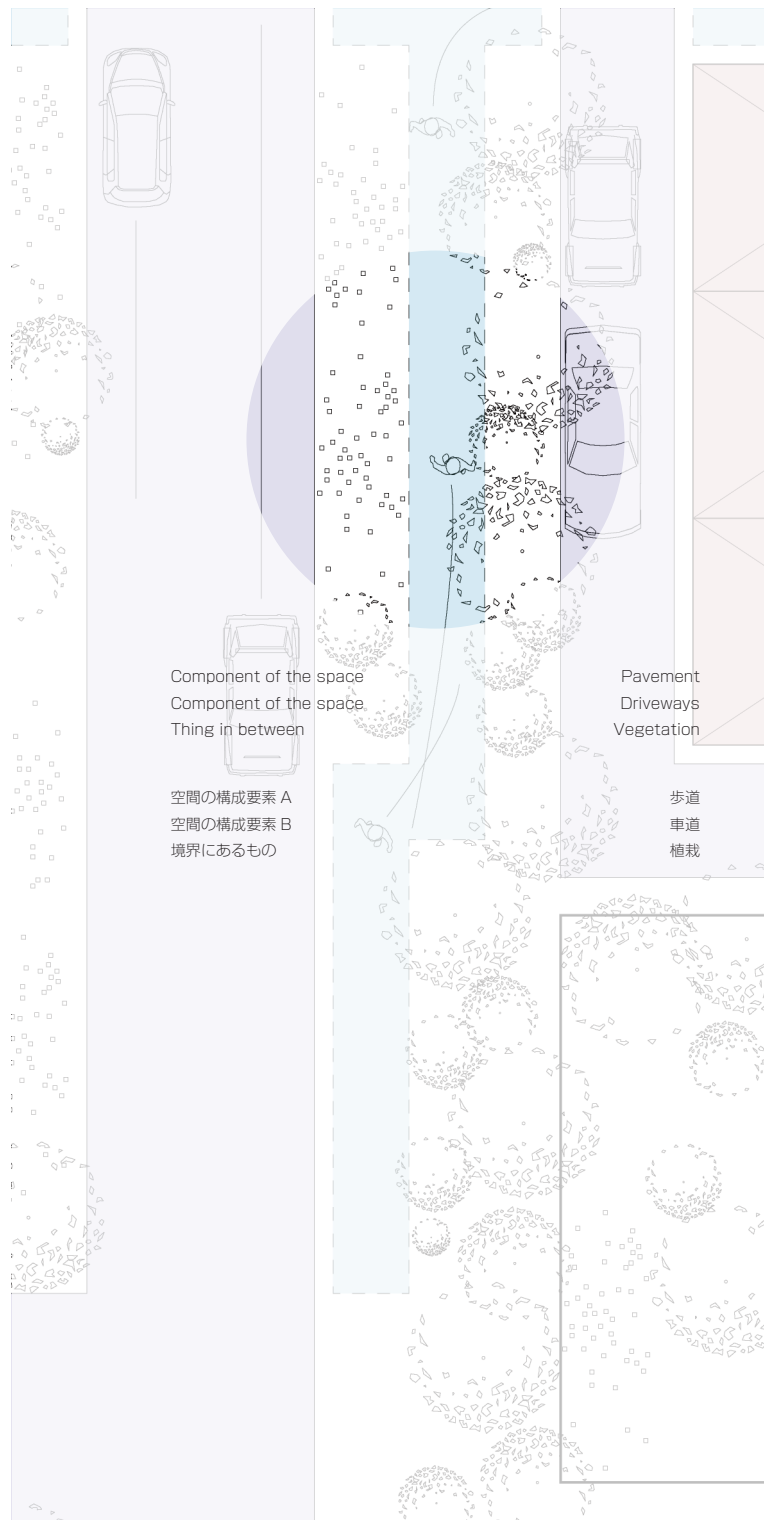 Component of the space Pavement
Component of the space Driveways
Thing in between Vegetation
空間の構成要素 A 歩道
空間の構成要素 B 車道
境界にあるもの 植栽